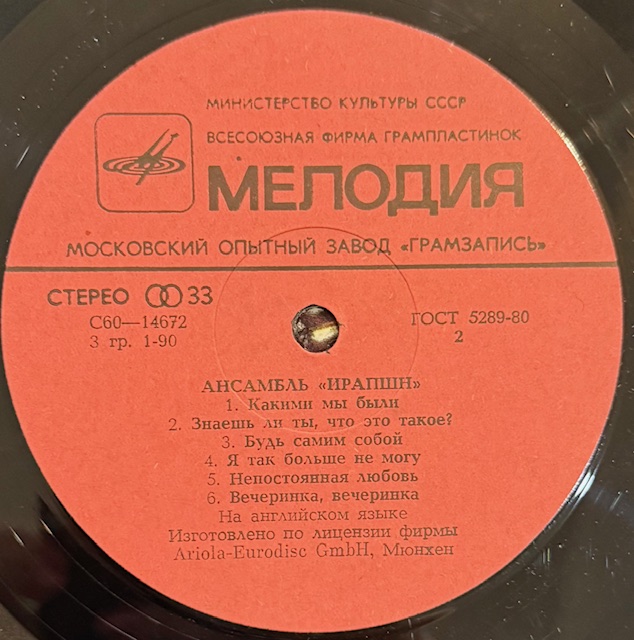 МИНИСТЕРСТВО КУЛЬТУРЫ СССР
ВСЕСОЮЗНАЯ ФИРМА ГРАМПЛАСТИНОК
МЕЛОДИЯ
МОСКОВСКИЙ ОПЫТНЫЙ ЗАВОД «ГРАМЗАПИСЬ»
СТЕРЕО 33
С60—14672
3 гр. 1-90
ГОСТ 5289-80
2
АНСАМБЛЬ «ИРАПШН»
1. Какими мы были
2. Знаешь ли ты, что это такое?
3. Будь самим собой
4. Я так больше не могу
5. Непостоянная любовь
6. Вечеринка, вечеринка
На английском языке
Изготовлено по лицензии фирмы
Ariola-Eurodisc GmbH, Мюнхен